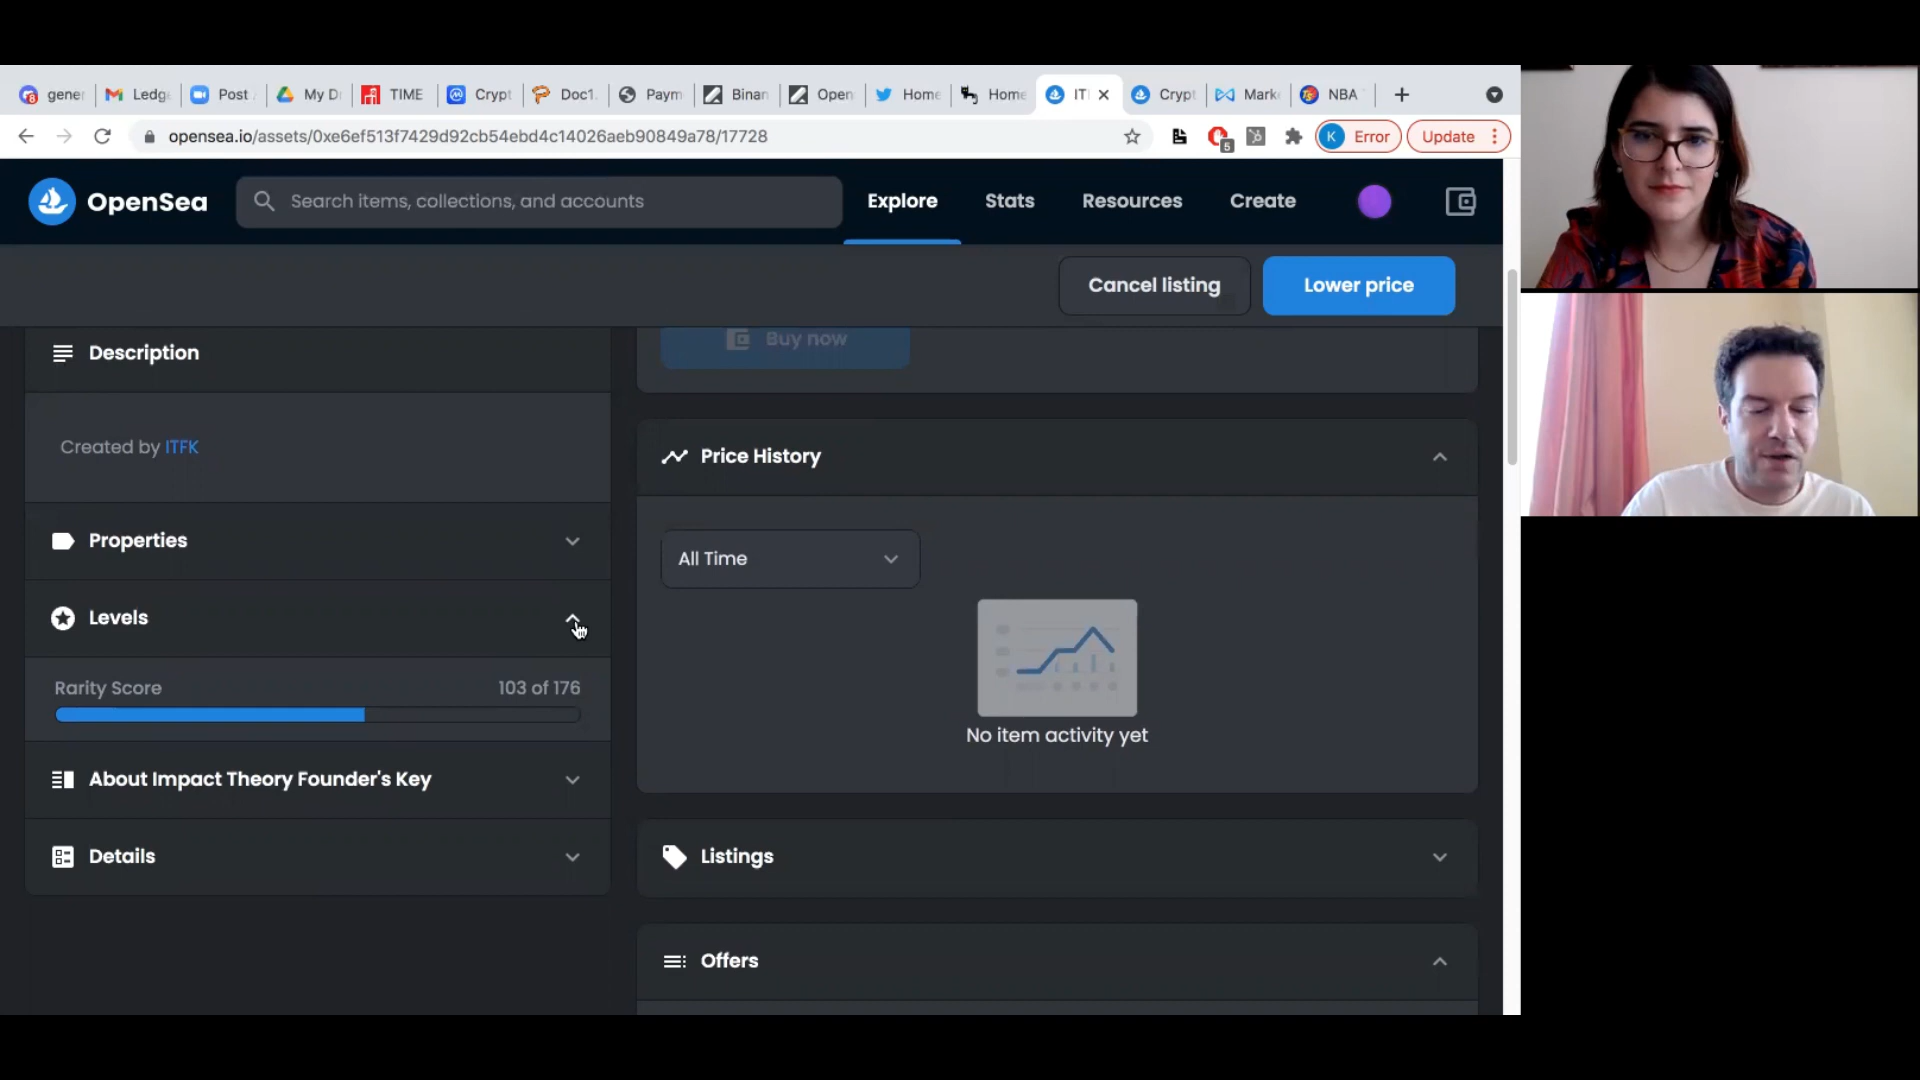 gene
Ledg
Post
My D
TIME
Crypt
Doc1.
Paym
Binan
Open
Home
Home
IT
Crypt
Mark
NBA
opensea.io/assets/0xe6ef513f7429d92cb54ebd4c14026aeb90849a78/17728
5
K
Error
Update
OpenSea
Search items, collections, and accounts
Explore
Stats
Resources
Create
Cancel listing
Lower price
Description
Buy now
Created by ITFK
Price History
Properties
All Time
Levels
Rarity Score
103 of 176
No item activity yet
About Impact Theory Founder's Key
Details
Listings
Offers